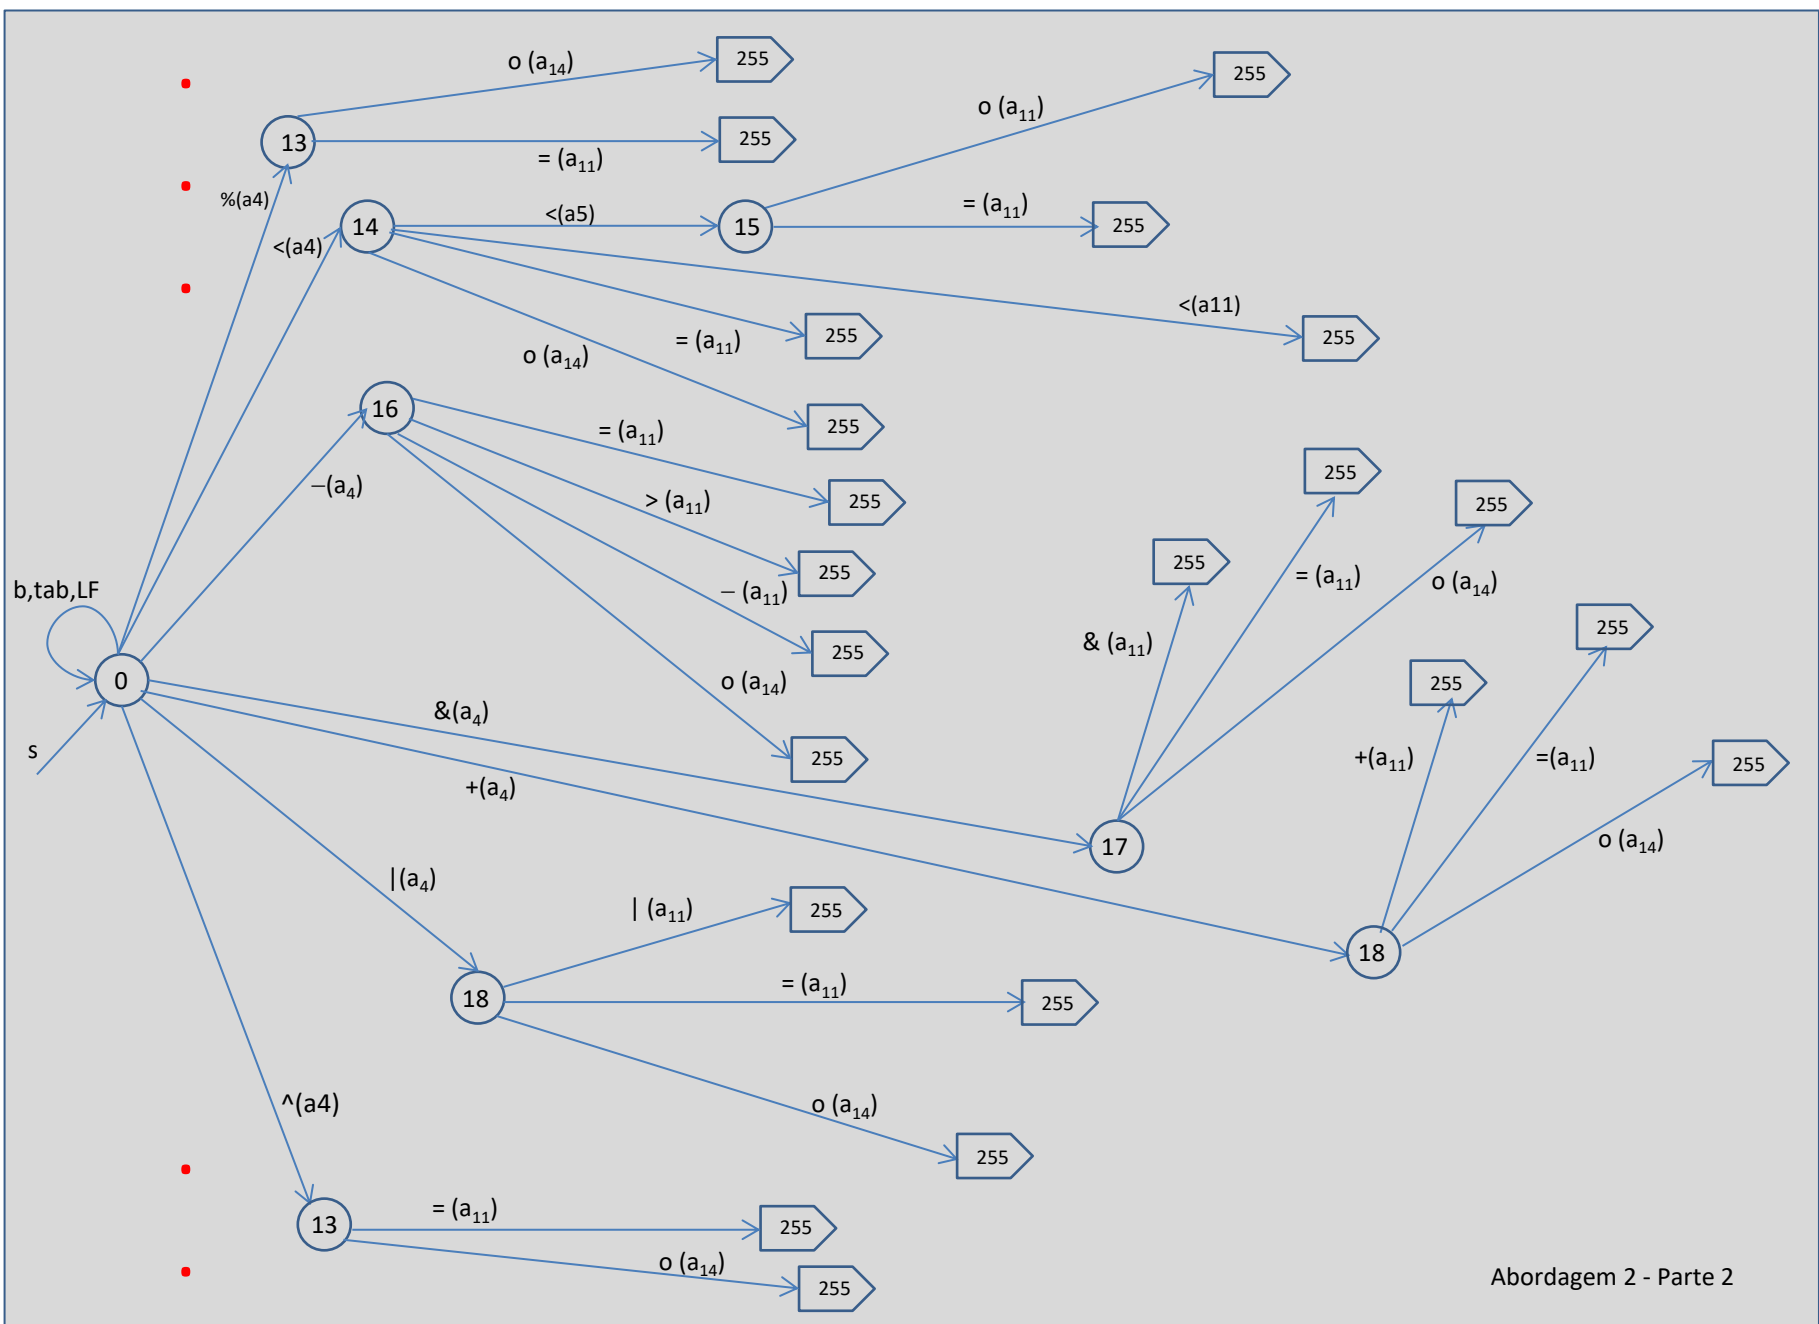 o (a14)
255
255
o (a11)
13
= (a11)
255
%(a4)
<(a4)
14
<(a5)
15
= (a11)
255
<(a11)
255
= (a11)
255
o (a14)
255
16
= (a11)
255
−(a4)
> (a11)
255
− (a11)
255
o (a14)
255
b,tab,LF
0
s
&(a4)
+(a4)
17
& (a11)
255
= (a11)
255
o (a14)
255
18
+(a11)
255
=(a11)
255
o (a14)
255
|(a4)
18
| (a11)
255
= (a11)
255
o (a14)
255
^(a4)
13
= (a11)
255
o (a14)
255
Abordagem 2 - Parte 2